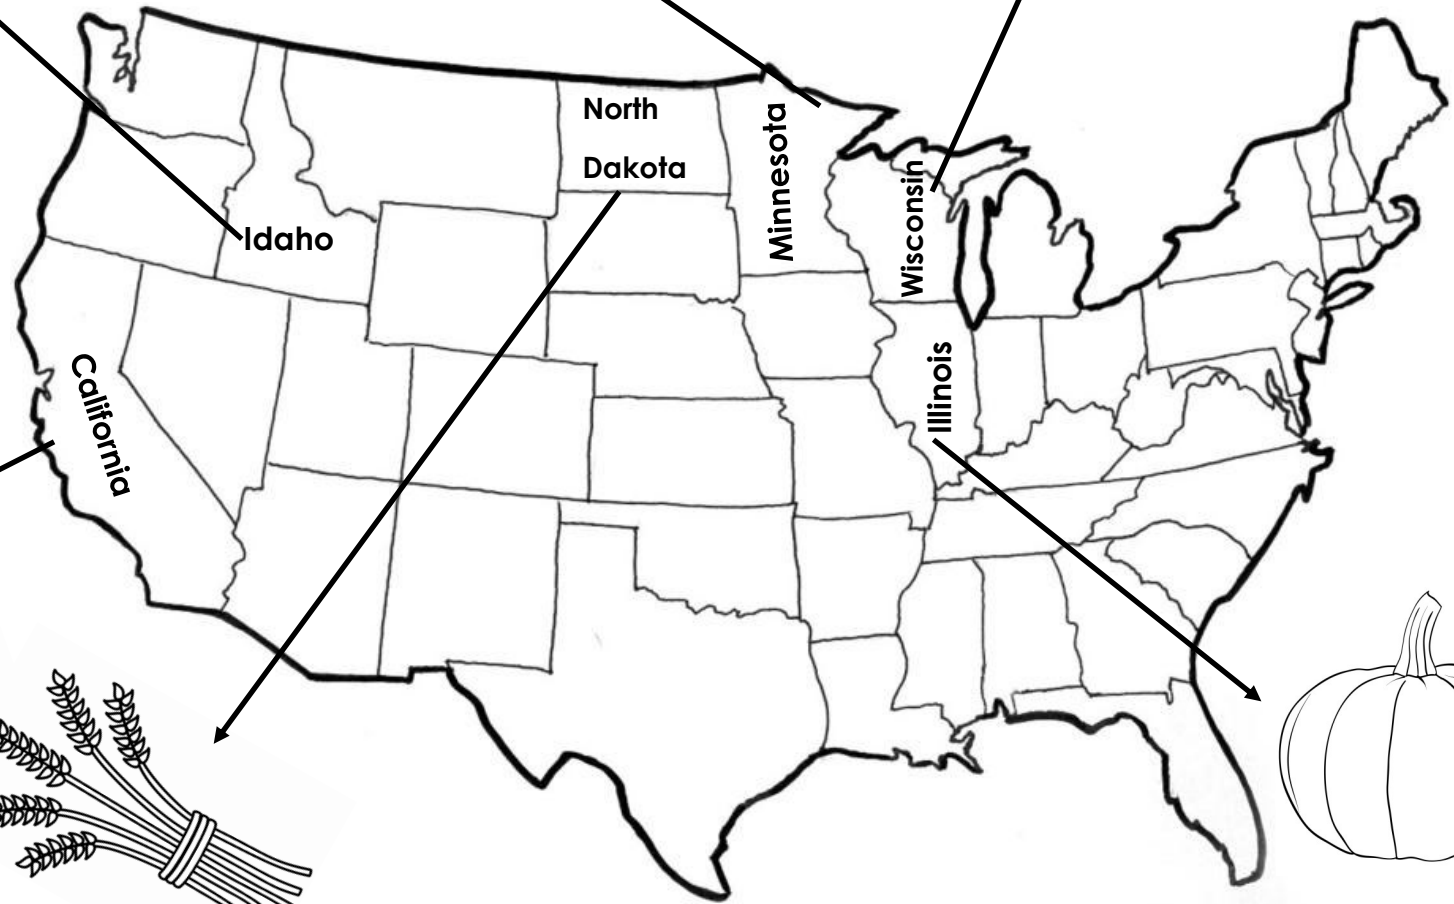 North
Dakota
Minnesota
Wisconsin
Idaho
California
Illinois